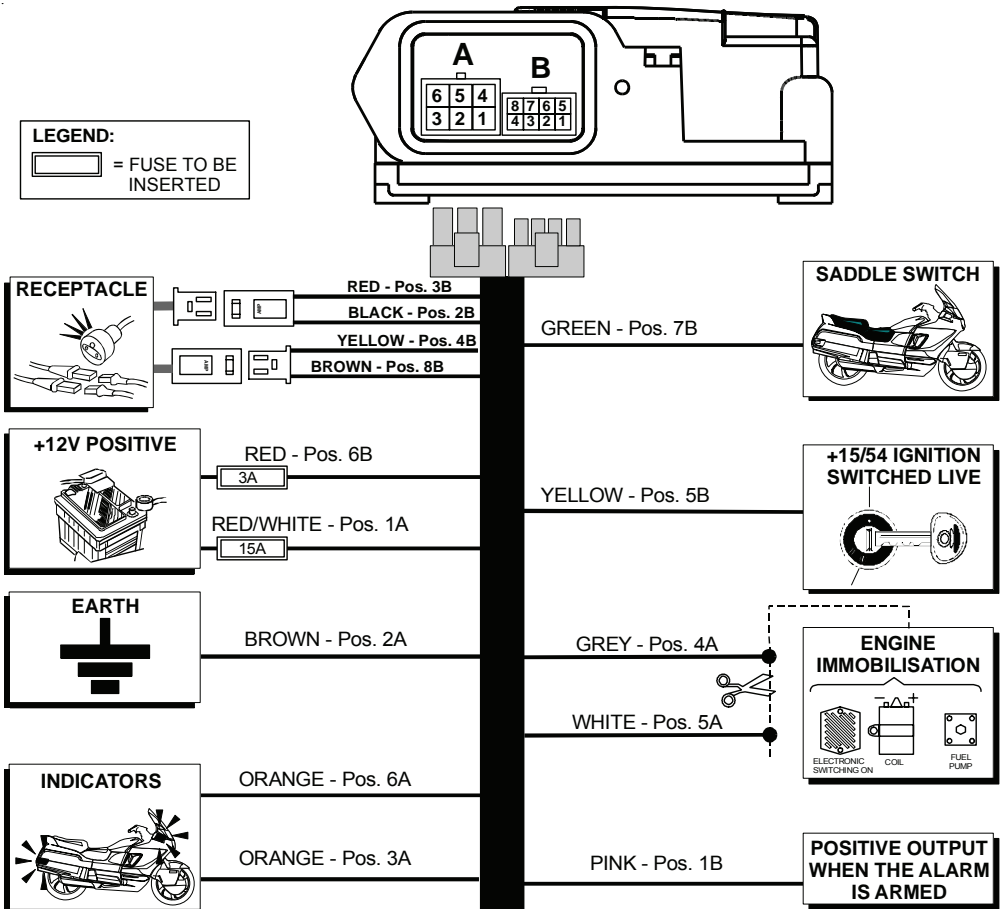 A
B
6 5 4
3 2 1
8 7 6 5
4 3 2 1
LEGEND:
= FUSE TO BE
INSERTED
RECEPTACLE
RED - Pos. 3B
BLACK - Pos. 2B
YELLOW - Pos. 4B
BROWN - Pos. 8B
AMP
AMP
GREEN - Pos. 7B
SADDLE SWITCH
+12V POSITIVE
RED - Pos. 6B
3A
RED/WHITE - Pos. 1A
15A
YELLOW - Pos. 5B
+15/54 IGNITION
SWITCHED LIVE
EARTH
BROWN - Pos. 2A
GREY - Pos. 4A
WHITE - Pos. 5A
ENGINE
IMMOBILISATION
− +
ELECTRONIC
SWITCHING ON
COIL
FUEL
PUMP
INDICATORS
ORANGE - Pos. 6A
ORANGE - Pos. 3A
PINK - Pos. 1B
POSITIVE OUTPUT
WHEN THE ALARM
IS ARMED